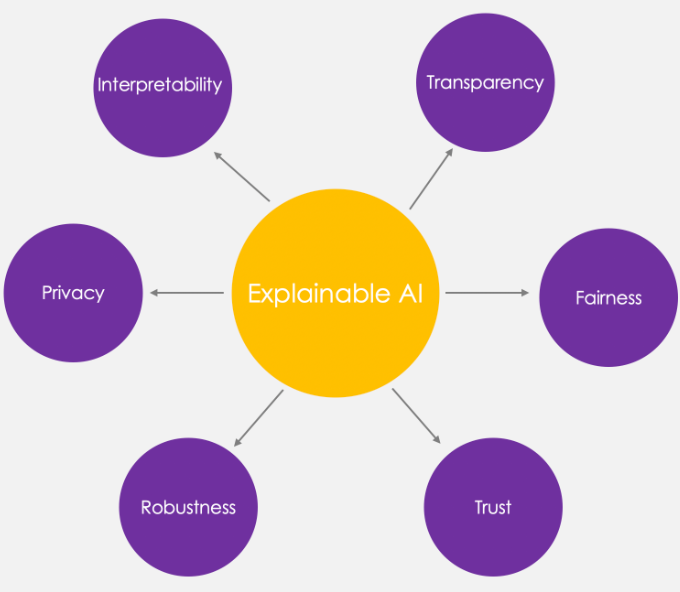 Interpretability
Transparency
Privacy
Explainable AI
Fairness
Robustness
Trust